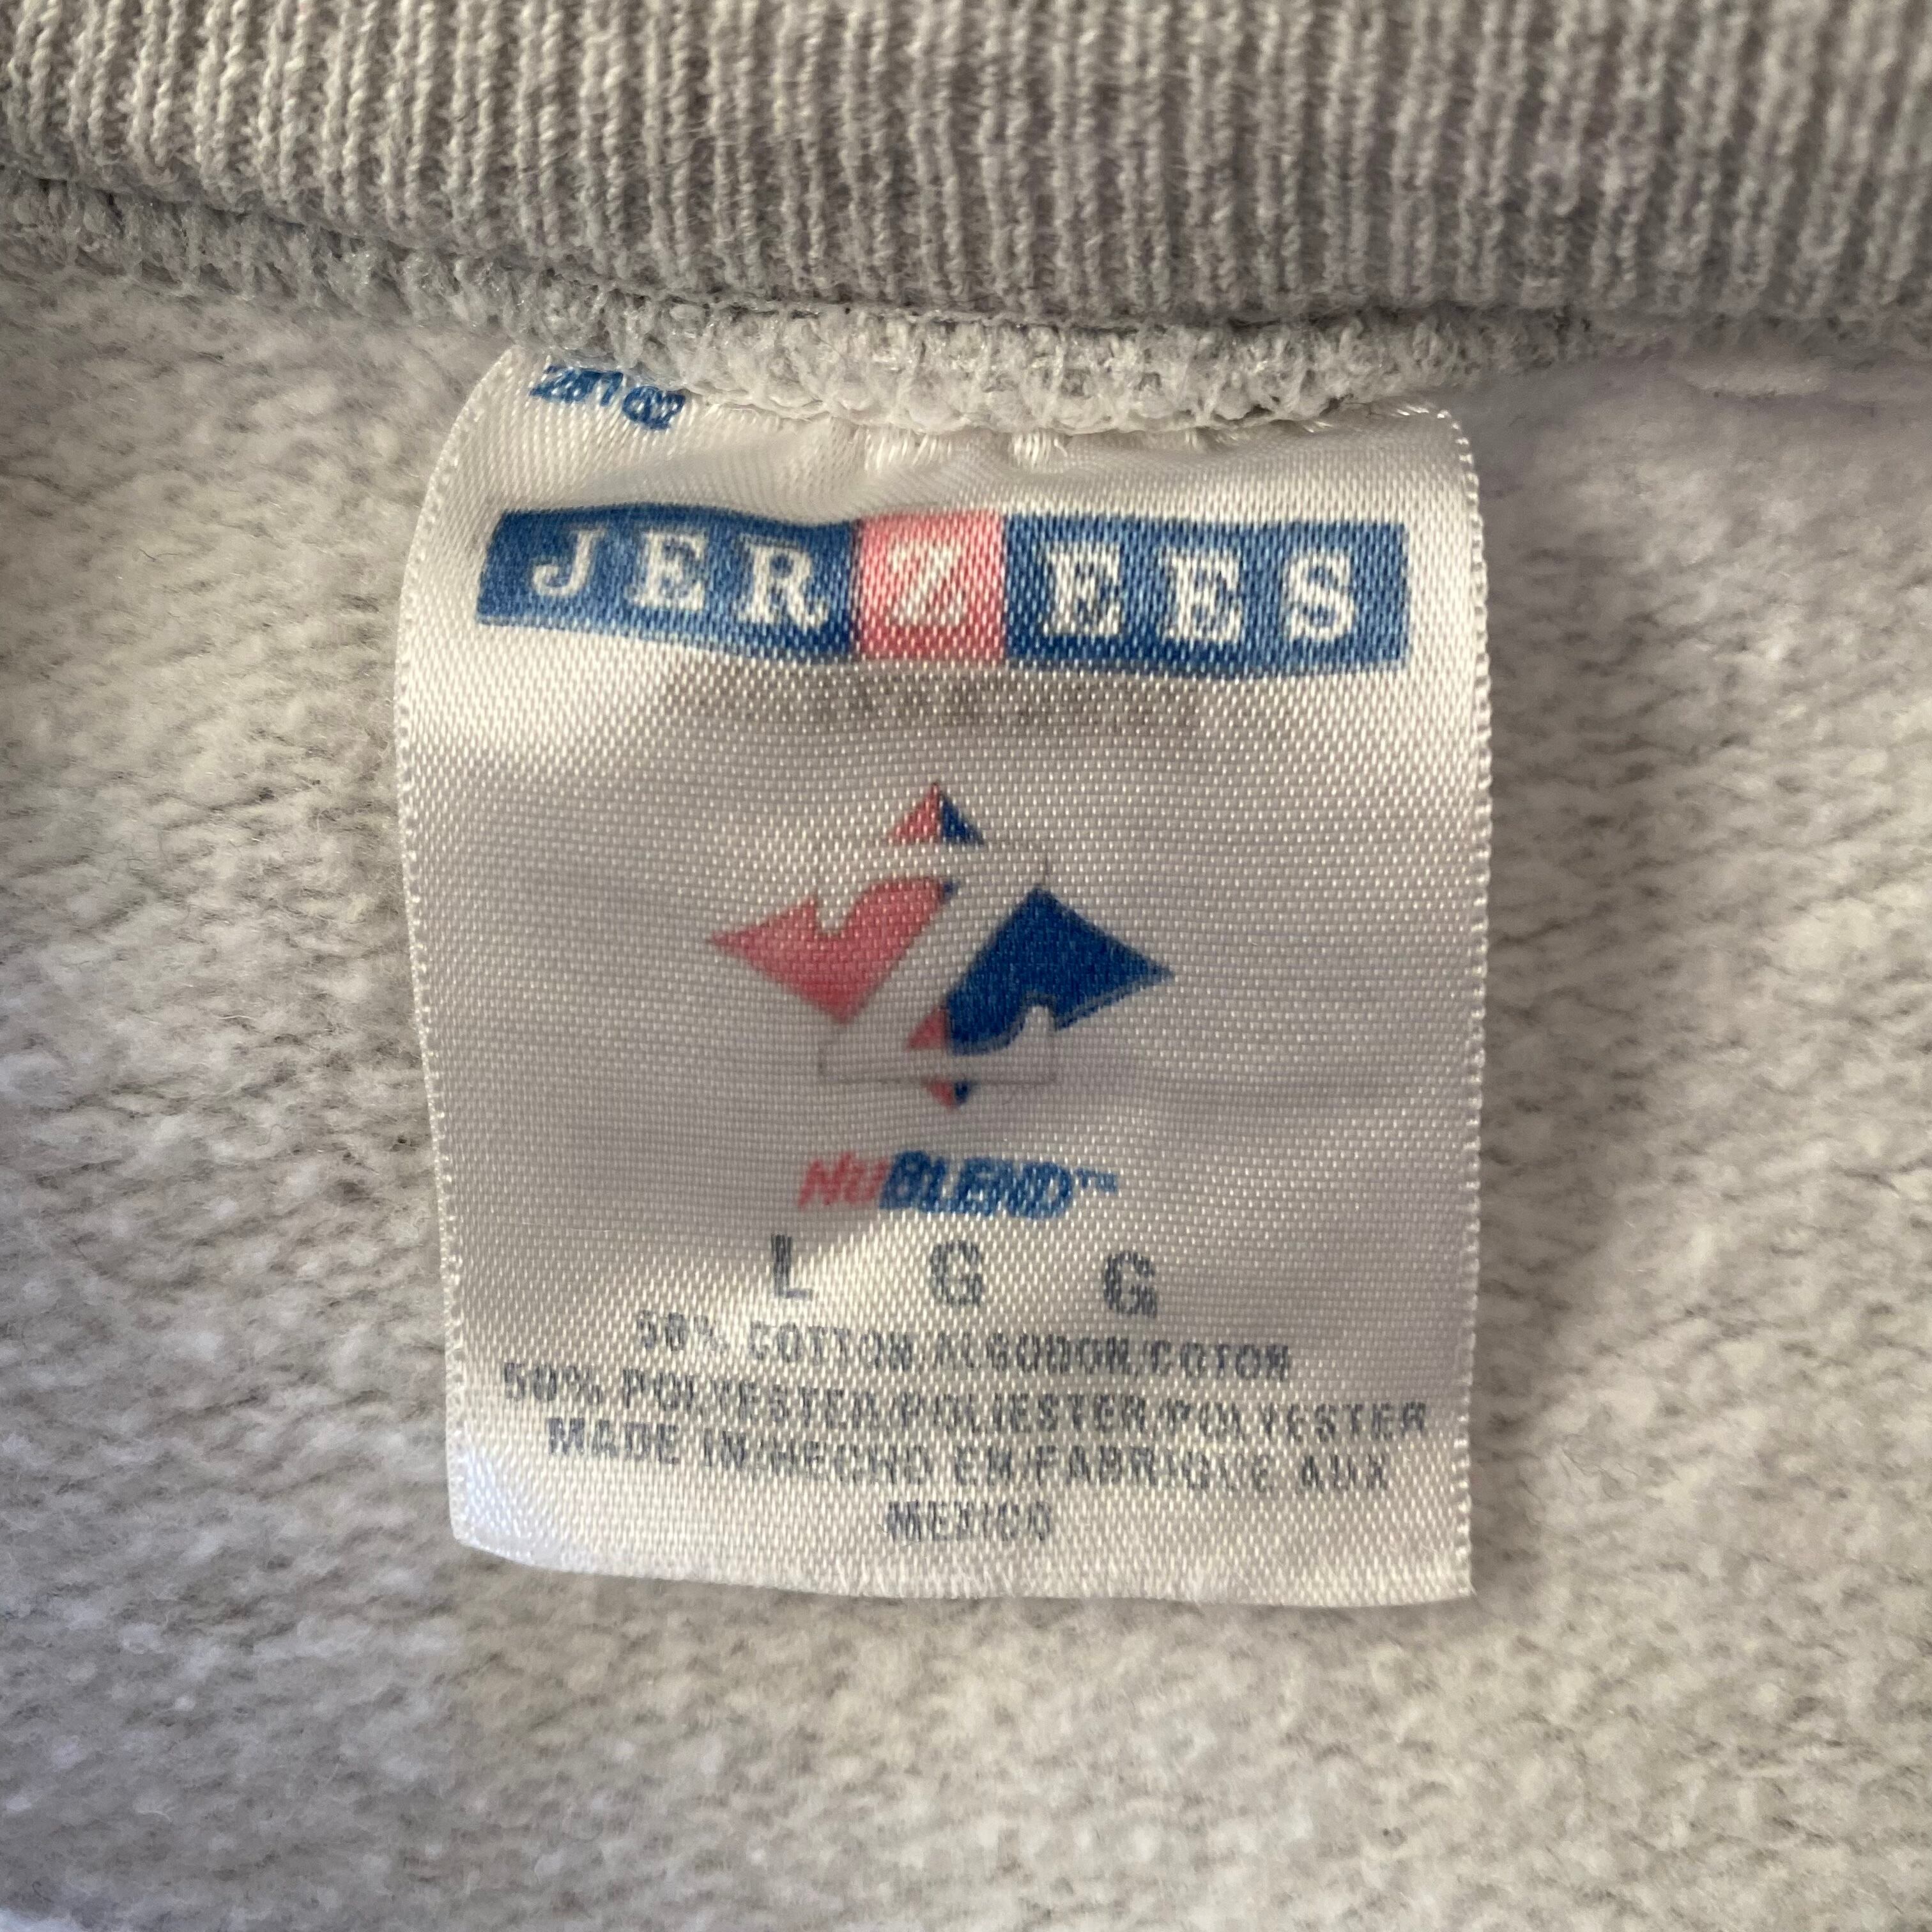 JERZEES
NUBLEND™
L G G
50% COTTON/ALGODON/COTON
50% POLYESTER/POLIESTER/POLYESTER
MADE IN/HECHO EN/FABRIQUE AUX
MEXICO